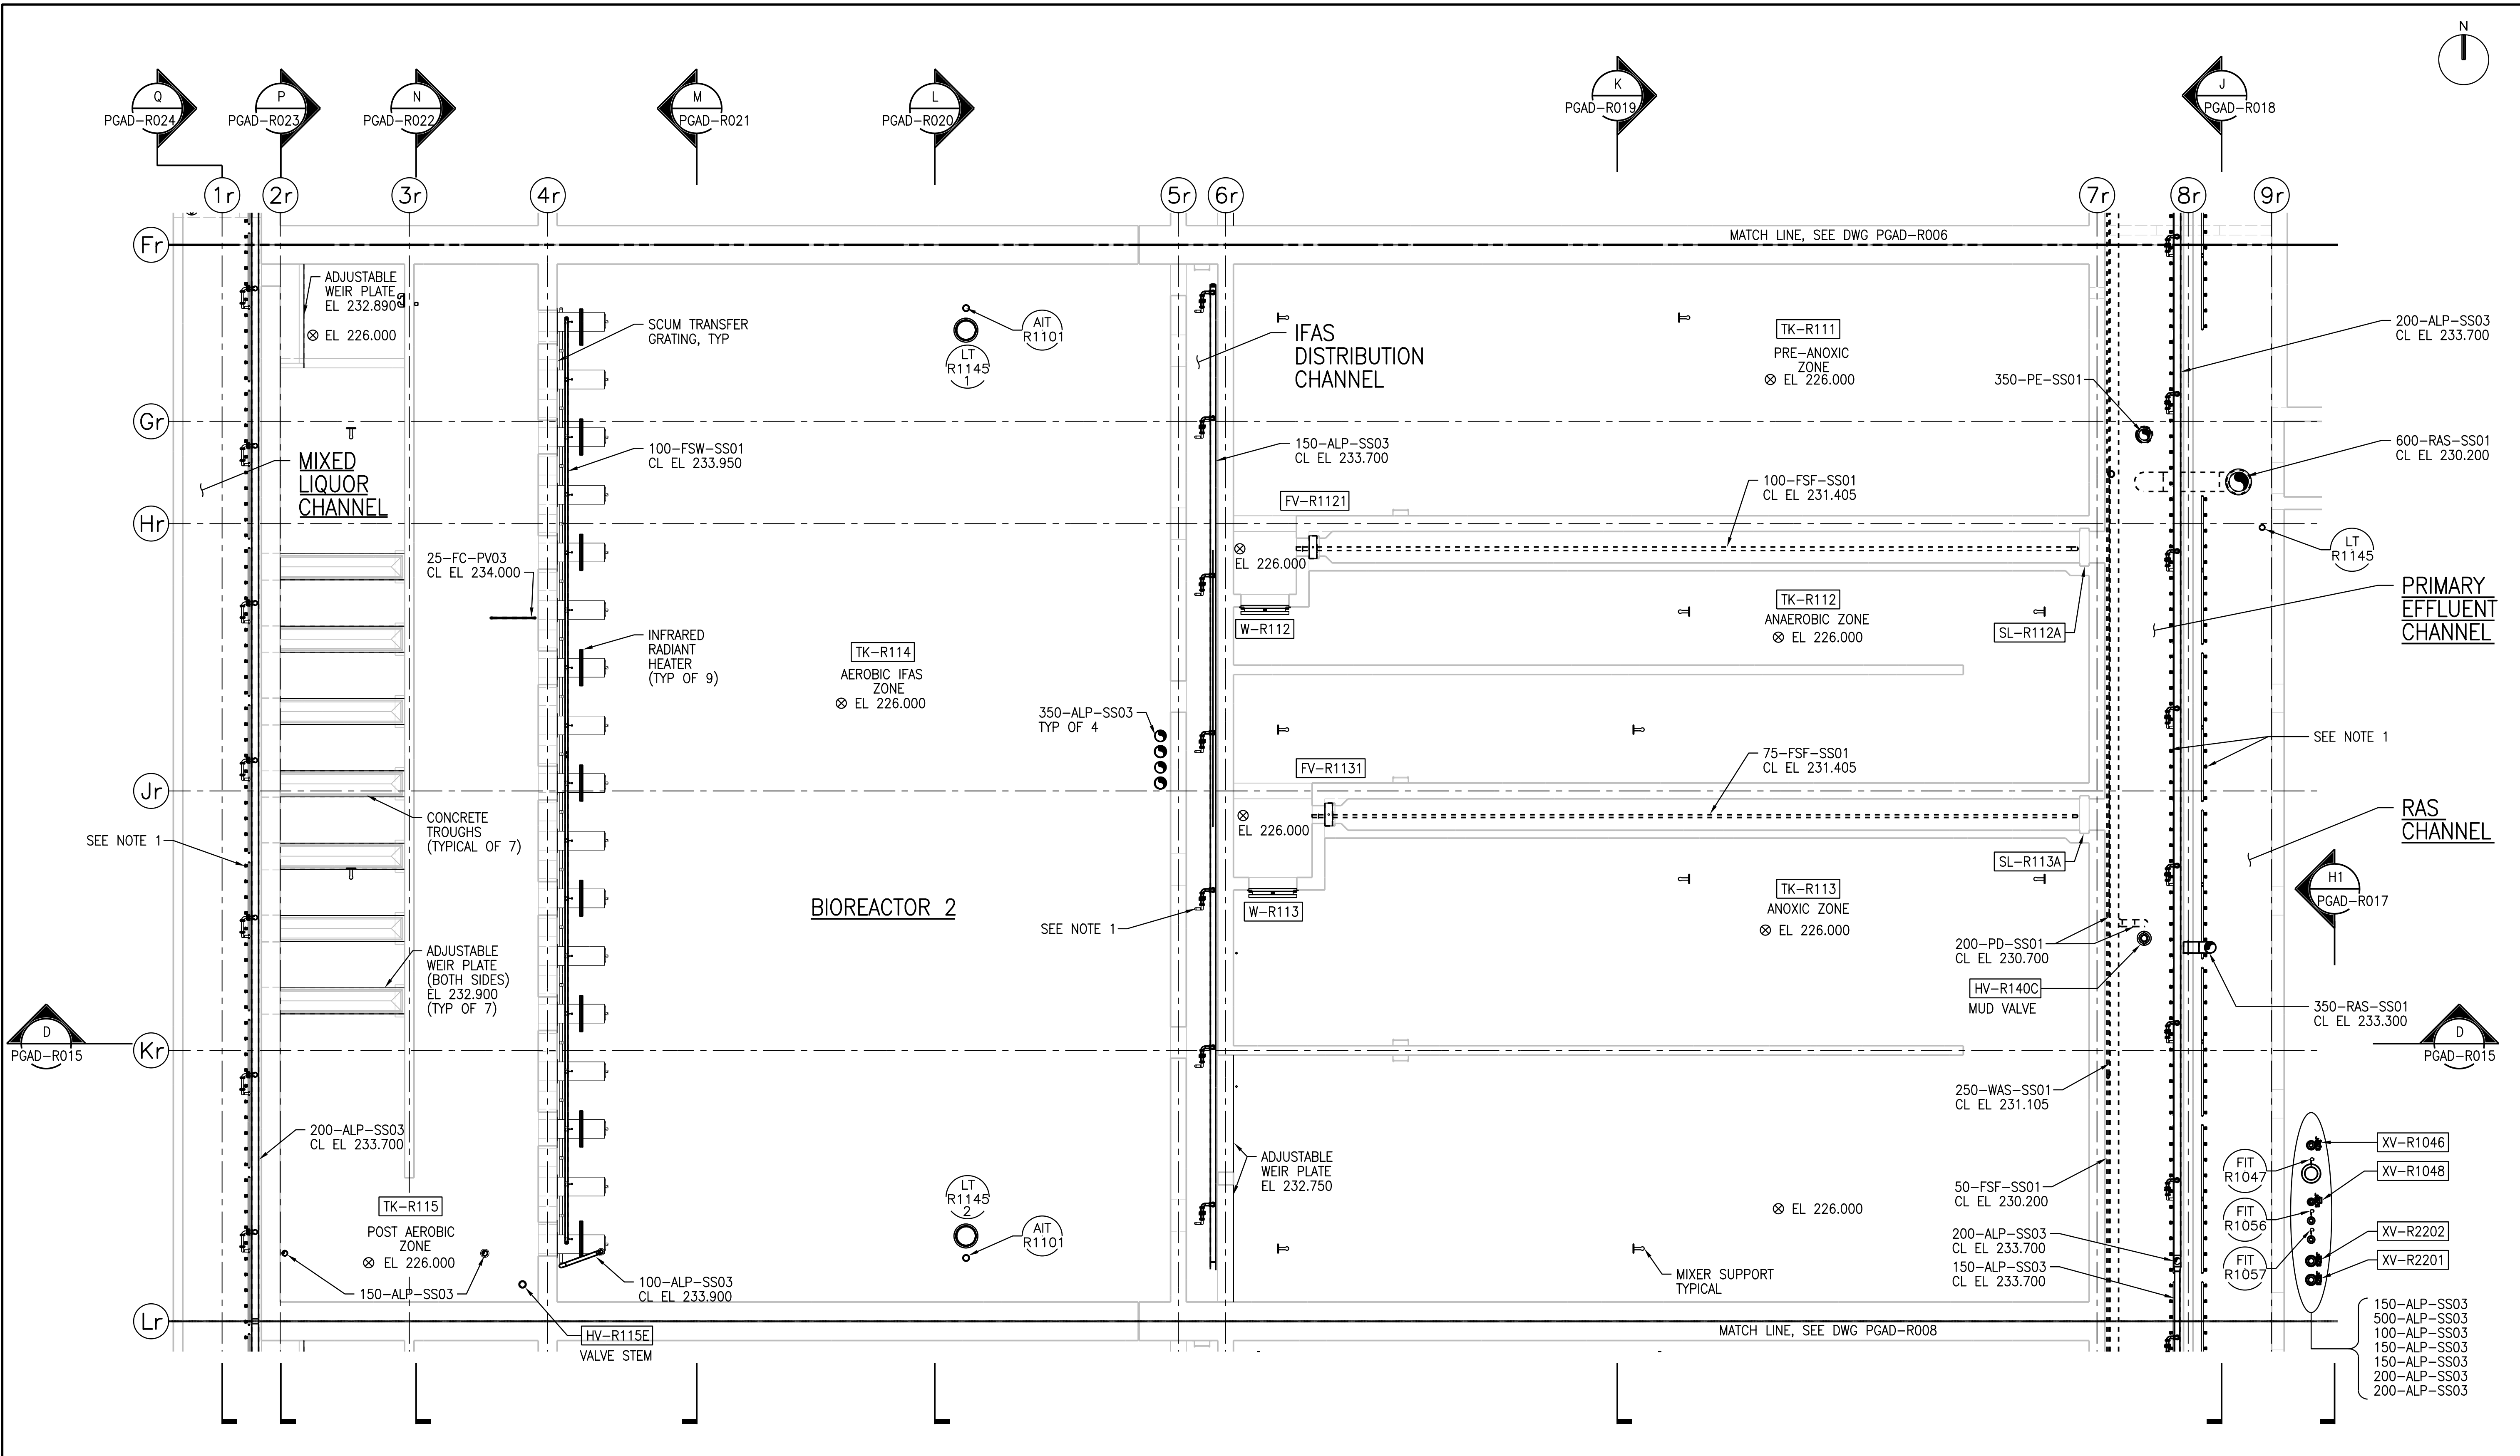 N
Q
PGAD-R024
P
PGAD-R023
N
PGAD-R022
M
PGAD-R021
L
PGAD-R020
K
PGAD-R019
J
PGAD-R018
1r
2r
3r
4r
5r
6r
7r
8r
9r
Fr
MATCH LINE, SEE DWG PGAD-R006
ADJUSTABLE
WEIR PLATE
EL 232.890
EL 226.000
SCUM TRANSFER
GRATING, TYP
AIT
R1101
LT
R1145
1
IFAS
DISTRIBUTION
CHANNEL
TK-R111
PRE-ANOXIC
ZONE
EL 226.000
350-PE-SS01
200-ALP-SS03
CL EL 233.700
Gr
MIXED
LIQUOR
CHANNEL
100-FSW-SS01
CL EL 233.950
150-ALP-SS03
CL EL 233.700
100-FSF-SS01
CL EL 231.405
600-RAS-SS01
CL EL 230.200
FV-R1121
Hr
25-FC-PV03
CL EL 234.000
EL 226.000
LT
R1145
TK-R112
ANAEROBIC ZONE
EL 226.000
W-R112
SL-R112A
PRIMARY
EFFLUENT
CHANNEL
INFRARED
RADIANT
HEATER
(TYP OF 9)
TK-R114
AEROBIC IFAS
ZONE
EL 226.000
350-ALP-SS03
TYP OF 4
75-FSF-SS01
CL EL 231.405
SEE NOTE 1
FV-R1131
Jr
CONCRETE
TROUGHS
(TYPICAL OF 7)
SEE NOTE 1
EL 226.000
RAS
CHANNEL
SL-R113A
H1
PGAD-R017
BIOREACTOR 2
W-R113
TK-R113
ANOXIC ZONE
EL 226.000
SEE NOTE 1
ADJUSTABLE
WEIR PLATE
(BOTH SIDES)
EL 232.900
(TYP OF 7)
200-PD-SS01
CL EL 230.700
HV-R140C
MUD VALVE
350-RAS-SS01
CL EL 233.300
D
PGAD-R015
D
PGAD-R015
Kr
250-WAS-SS01
CL EL 231.105
200-ALP-SS03
CL EL 233.700
ADJUSTABLE
WEIR PLATE
EL 232.750
XV-R1046
FIT
R1047
XV-R1048
50-FSF-SS01
CL EL 230.200
FIT
R1056
XV-R2202
LT
R1145
2
AIT
R1101
TK-R115
POST AEROBIC
ZONE
EL 226.000
EL 226.000
200-ALP-SS03
CL EL 233.700
150-ALP-SS03
CL EL 233.700
FIT
R1057
XV-R2201
150-ALP-SS03
100-ALP-SS03
CL EL 233.900
MIXER SUPPORT
TYPICAL
150-ALP-SS03
500-ALP-SS03
100-ALP-SS03
150-ALP-SS03
150-ALP-SS03
200-ALP-SS03
200-ALP-SS03
Lr
HV-R115E
VALVE STEM
MATCH LINE, SEE DWG PGAD-R008